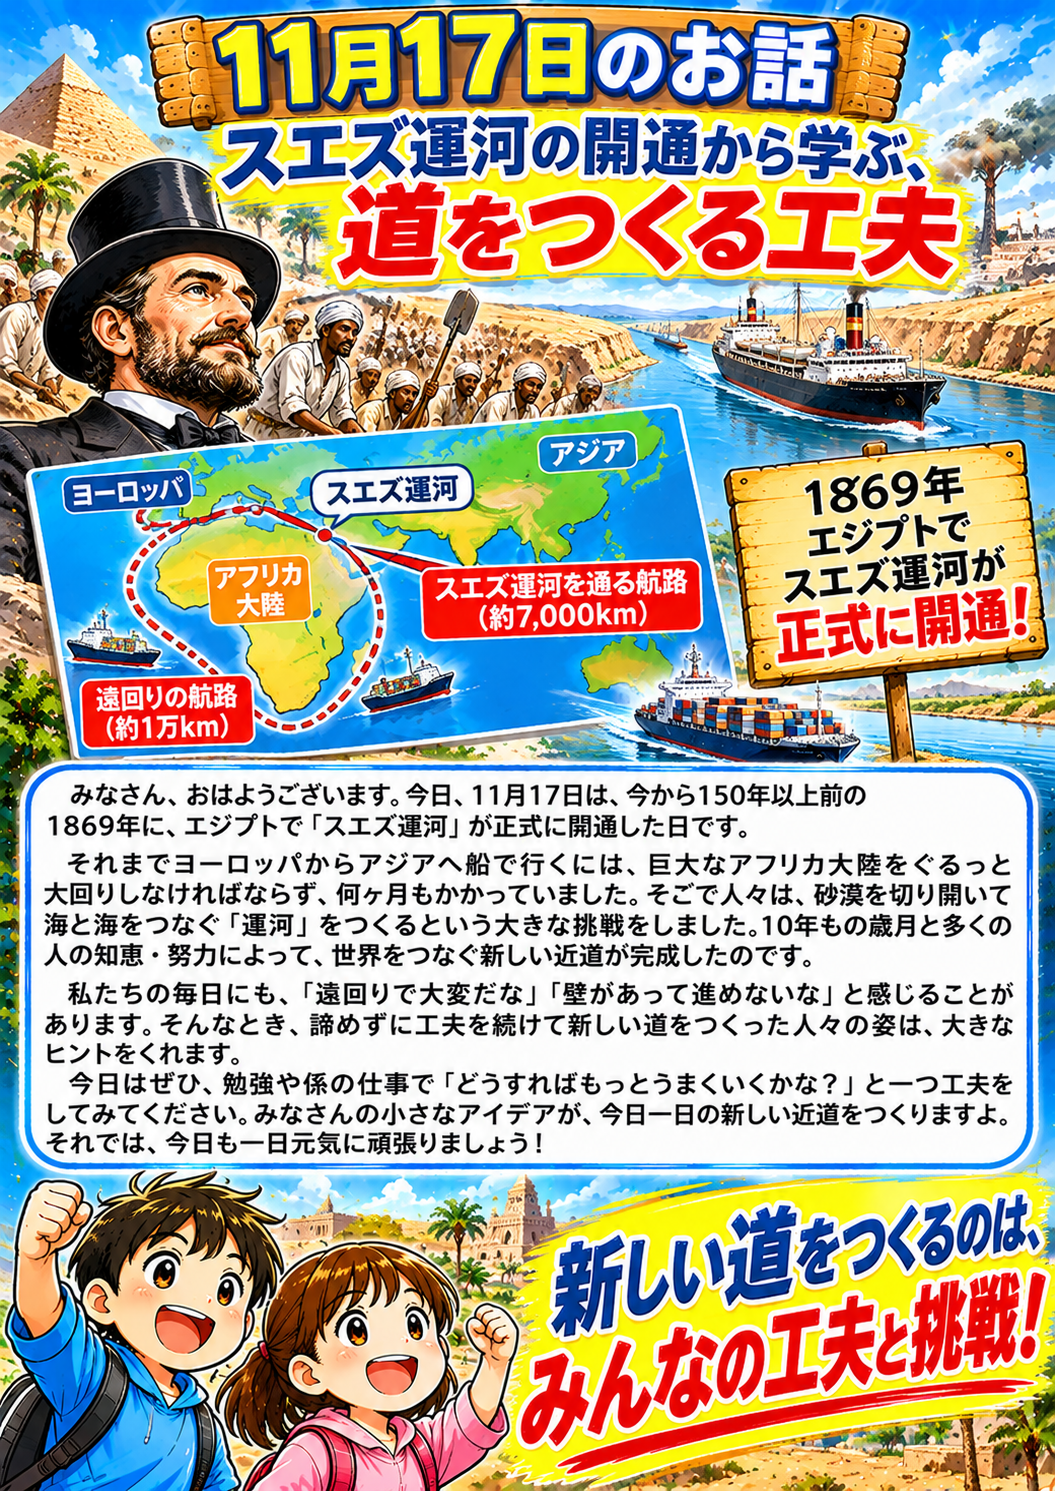 11月17日のお話
スエズ運河の開通から学ぶ、
道をつくる工夫
ヨーロッパ
スエズ運河
アジア
アフリカ
大陸
スエズ運河を通る航路
(約7,000km)
遠回りの航路
(約1万km)
1869年
エジプトで
スエズ運河が
正式に開通!
みなさん、おはようございます。今日、11月17日は、今から150年以上前の
1869年に、エジプトで「スエズ運河」が正式に開通した日です。
それまでヨーロッパからアジアへ船で行くには、巨大なアフリカ大陸をぐるっと
大回りしなければならず、何ヶ月もかかっていました。そこで人々は、砂漠を切り開いて
海と海をつなぐ「運河」をつくるという大きな挑戦をしました。10年もの歳月と多くの
人の知恵・努力によって、世界をつなぐ新しい近道が完成したのです。
私たちの毎日にも、「遠回りで大変だな」「壁があって進めないな」と感じることが
あります。そんなとき、諦めずに工夫を続けて新しい道をつくった人々の姿は、大きな
ヒントをくれます。
今日はぜひ、勉強や係の仕事で「どうすればもっとうまくいくかな?」と一つ工夫を
してみてください。みなさんの小さなアイデアが、今日一日の新しい近道をつくりますよ。
それでは、今日も一日元気に頑張りましょう!
新しい道をつくるのは、
みんなの工夫と挑戦!